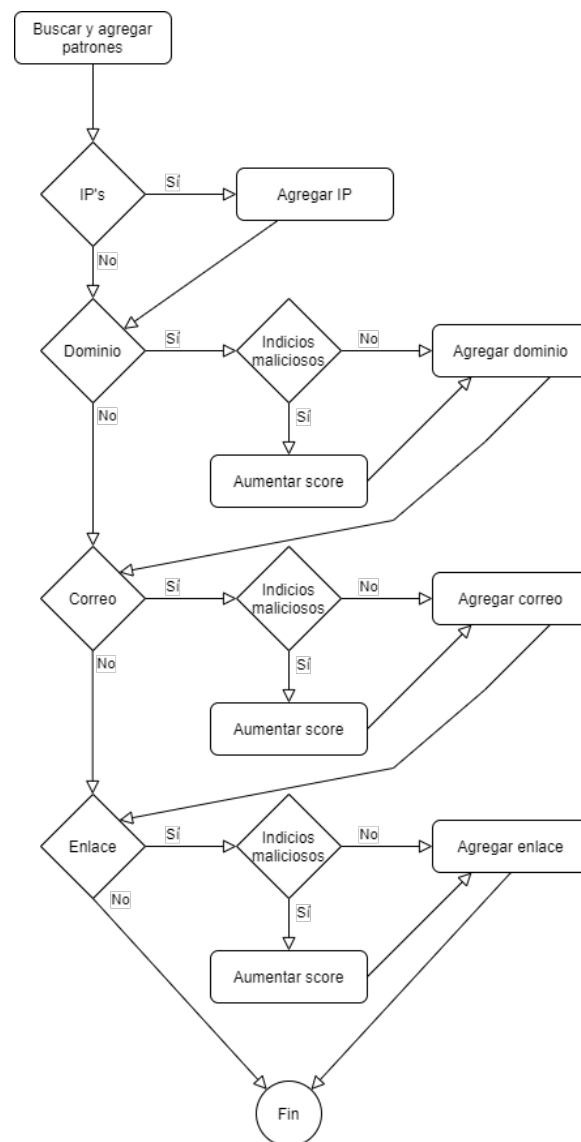 Buscar y agregar
patrones
IP's
Sí
Agregar IP
No
Dominio
Sí
Indicios
maliciosos
No
Agregar dominio
No
Sí
Aumentar score
Correo
Sí
Indicios
maliciosos
No
Agregar correo
No
Sí
Aumentar score
Enlace
Sí
Indicios
maliciosos
No
Agregar enlace
No
Sí
Aumentar score
Fin